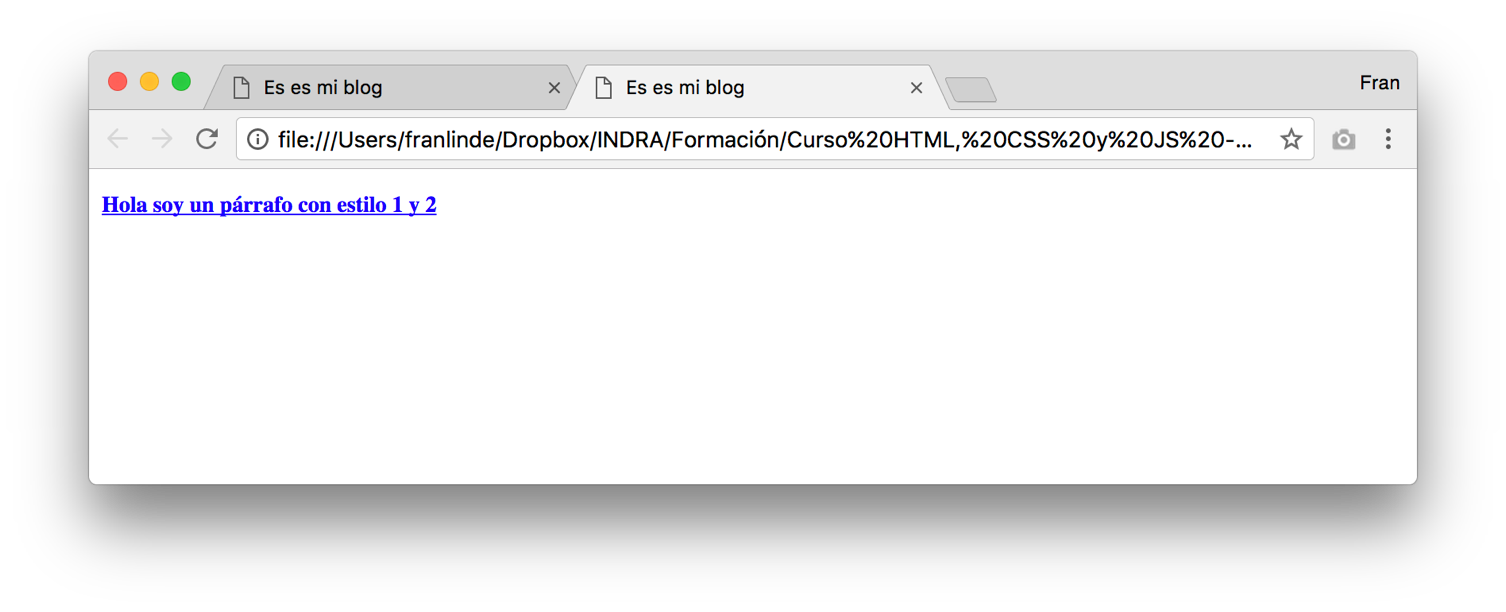 Es es mi blog
Es es mi blog
Fran
file:///Users/franlinde/Dropbox/INDRA/Formación/Curso%20HTML,%20CSS%20y%20JS%20-...
Hola soy un párrafo con estilo 1 y 2